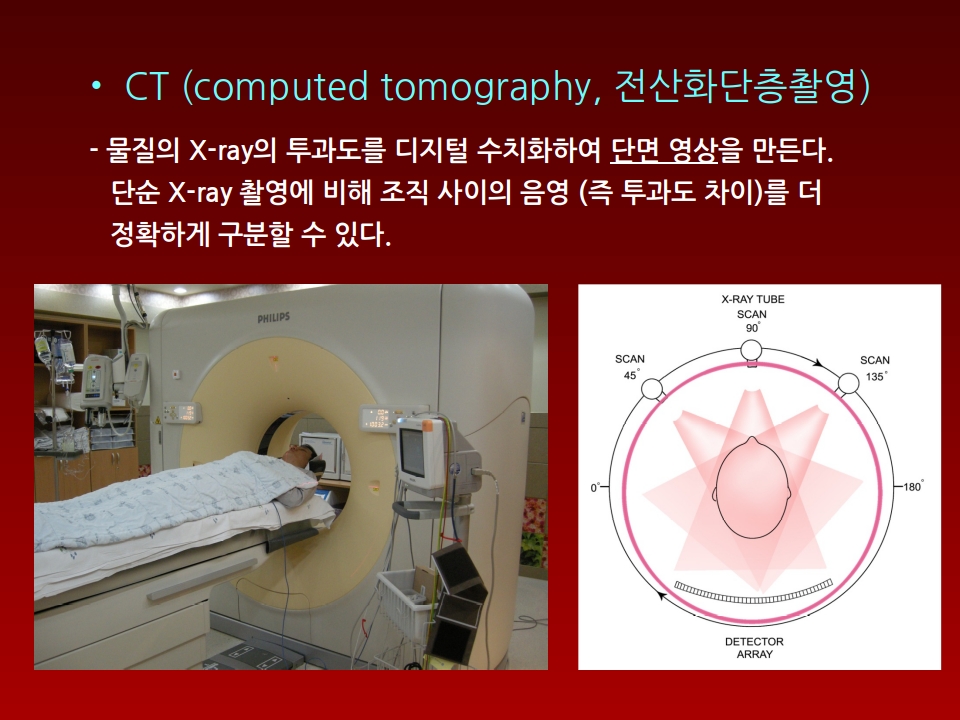 • CT (computed tomography, 전산화단층촬영)
- 물질의 X-ray의 투과도를 디지털 수치화하여 단면 영상을 만든다.
단순 X-ray 촬영에 비해 조직 사이의 음영 (즉 투과도 차이)를 더
정확하게 구분할 수 있다.
PHILIPS
X-RAY TUBE
SCAN
90°
SCAN
45°
SCAN
135°
0°
180°
DETECTOR
ARRAY